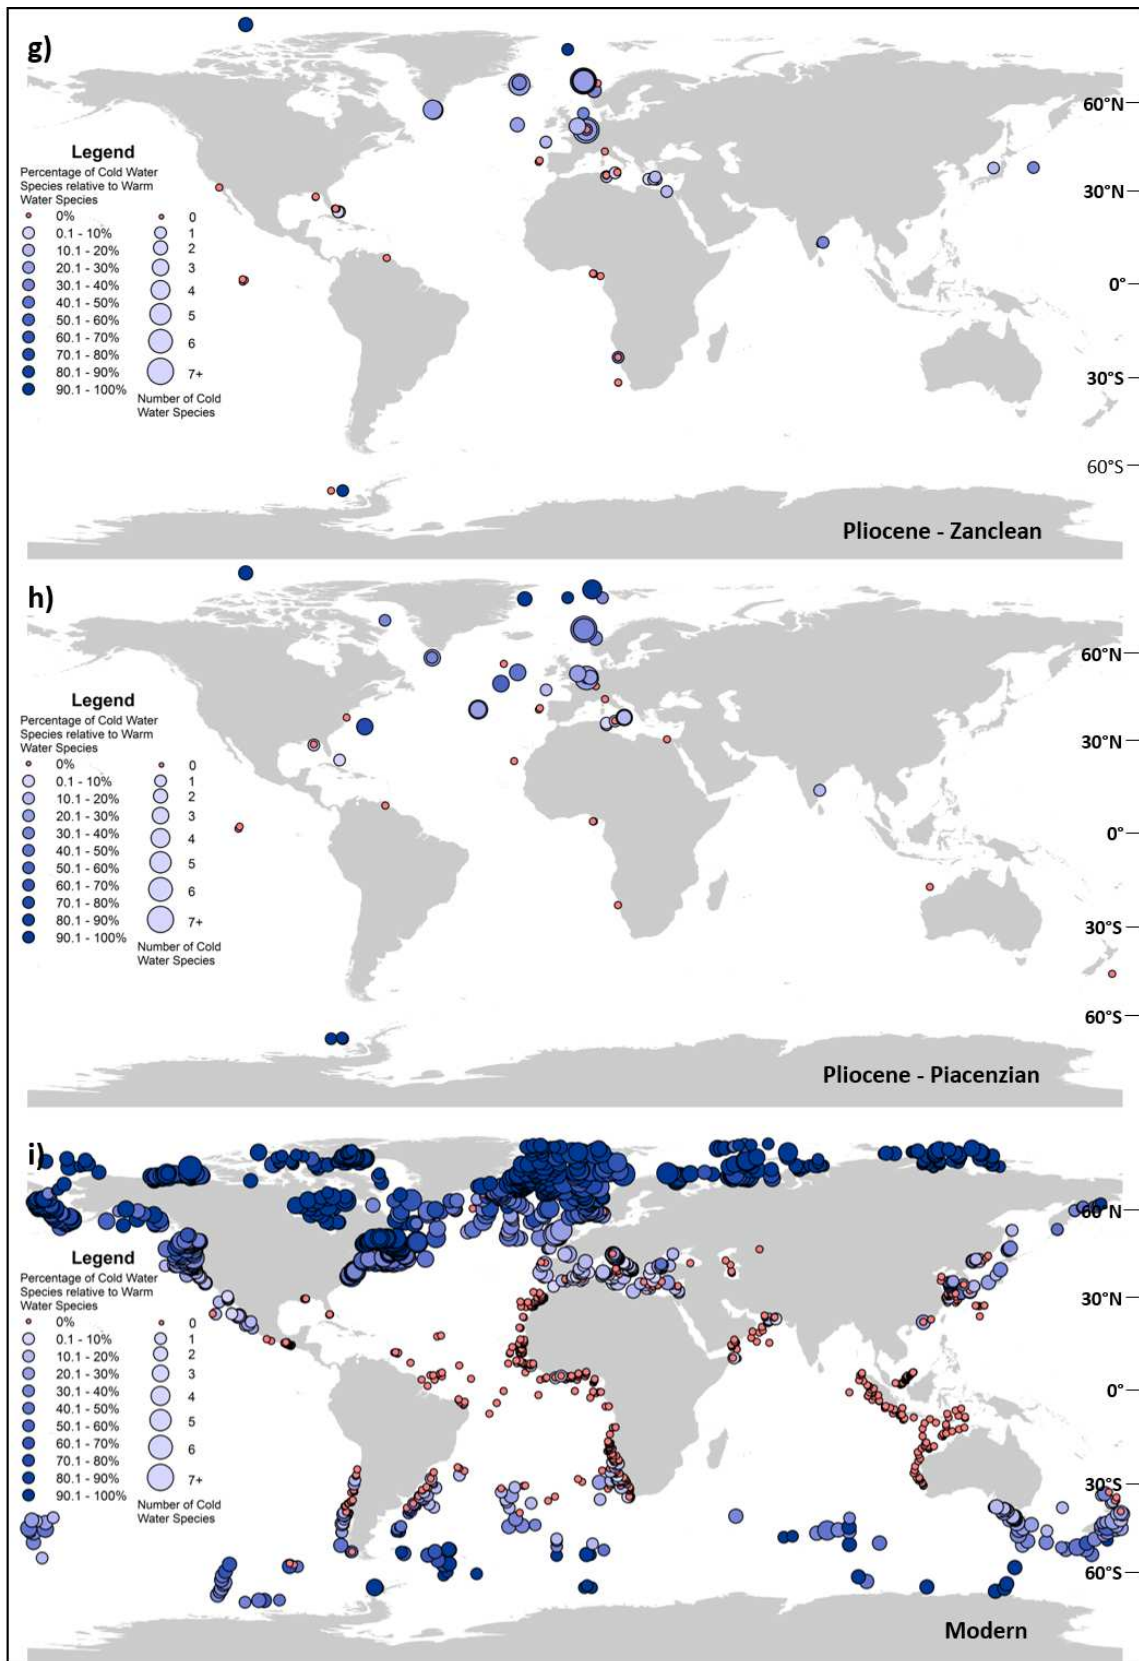 g)
60°N
Legend
Percentage of Cold Water
Species relative to Warm
Water Species
0% 0
0.1 - 10% 1
10.1 - 20% 2
20.1 - 30% 3
30.1 - 40% 4
40.1 - 50% 5
50.1 - 60%
60.1 - 70% 6
70.1 - 80%
80.1 - 90% 7+
90.1 - 100%
Number of Cold
Water Species
30°N
0°
30°S
60°S
Pliocene - Zanclean
h)
60°N
Legend
Percentage of Cold Water
Species relative to Warm
Water Species
0% 0
0.1 - 10% 1
10.1 - 20% 2
20.1 - 30% 3
30.1 - 40% 4
40.1 - 50% 5
50.1 - 60%
60.1 - 70% 6
70.1 - 80%
80.1 - 90% 7+
90.1 - 100%
Number of Cold
Water Species
30°N
0°
30°S
60°S
Pliocene - Piacenzian
i)
60°N
Legend
Percentage of Cold Water
Species relative to Warm
Water Species
0% 0
0.1 - 10% 1
10.1 - 20% 2
20.1 - 30% 3
30.1 - 40% 4
40.1 - 50% 5
50.1 - 60%
60.1 - 70% 6
70.1 - 80%
80.1 - 90% 7+
90.1 - 100%
Number of Cold
Water Species
30°N
0°
30°S
60°S
Modern